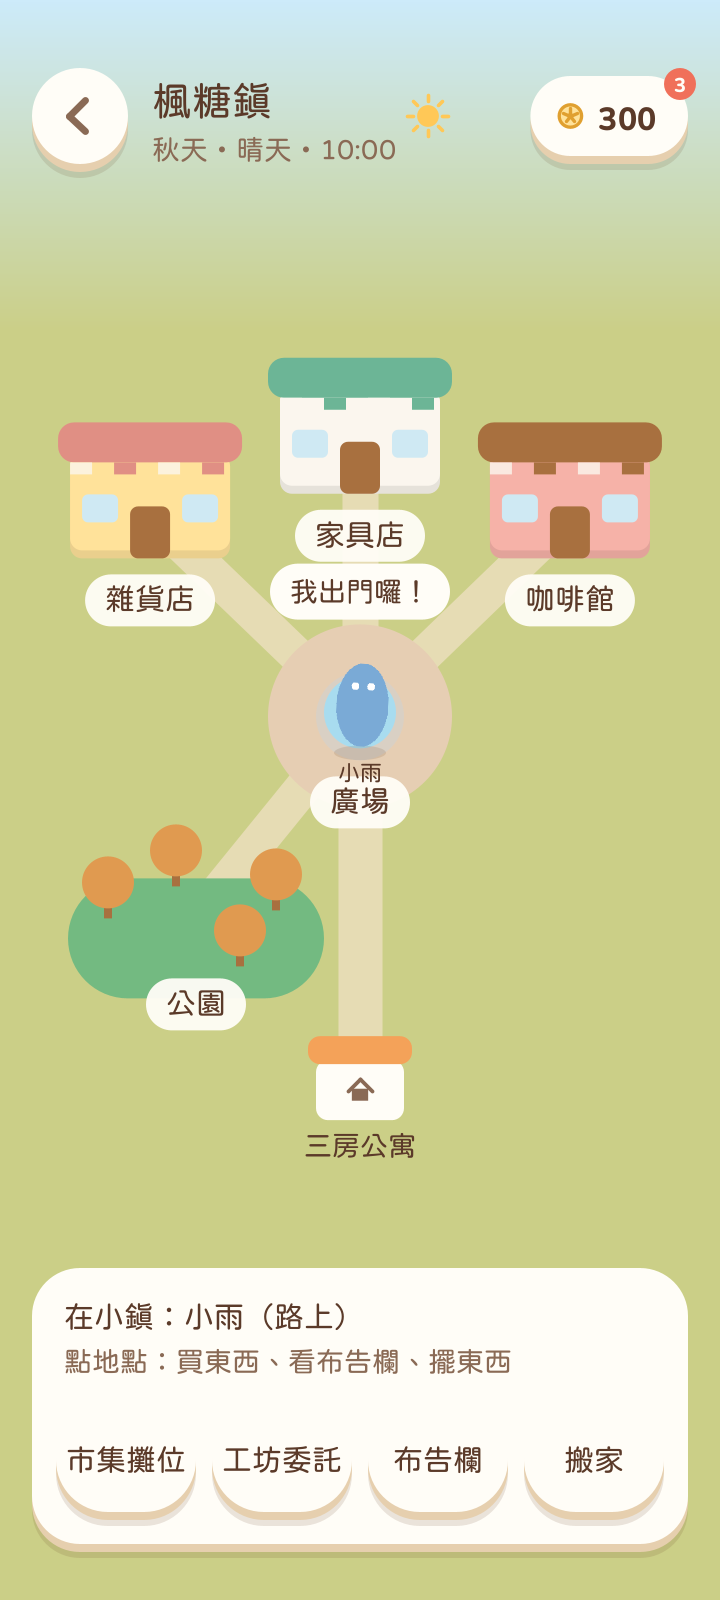 楓糖鎮
秋天・晴天・10:00
300
3
家具店
雜貨店
我出門囉！
咖啡館
小雨
廣場
公園
三房公寓
在小鎮：小雨（路上）
點地點：買東西、看布告欄、擺東西
市集攤位
工坊委託
布告欄
搬家